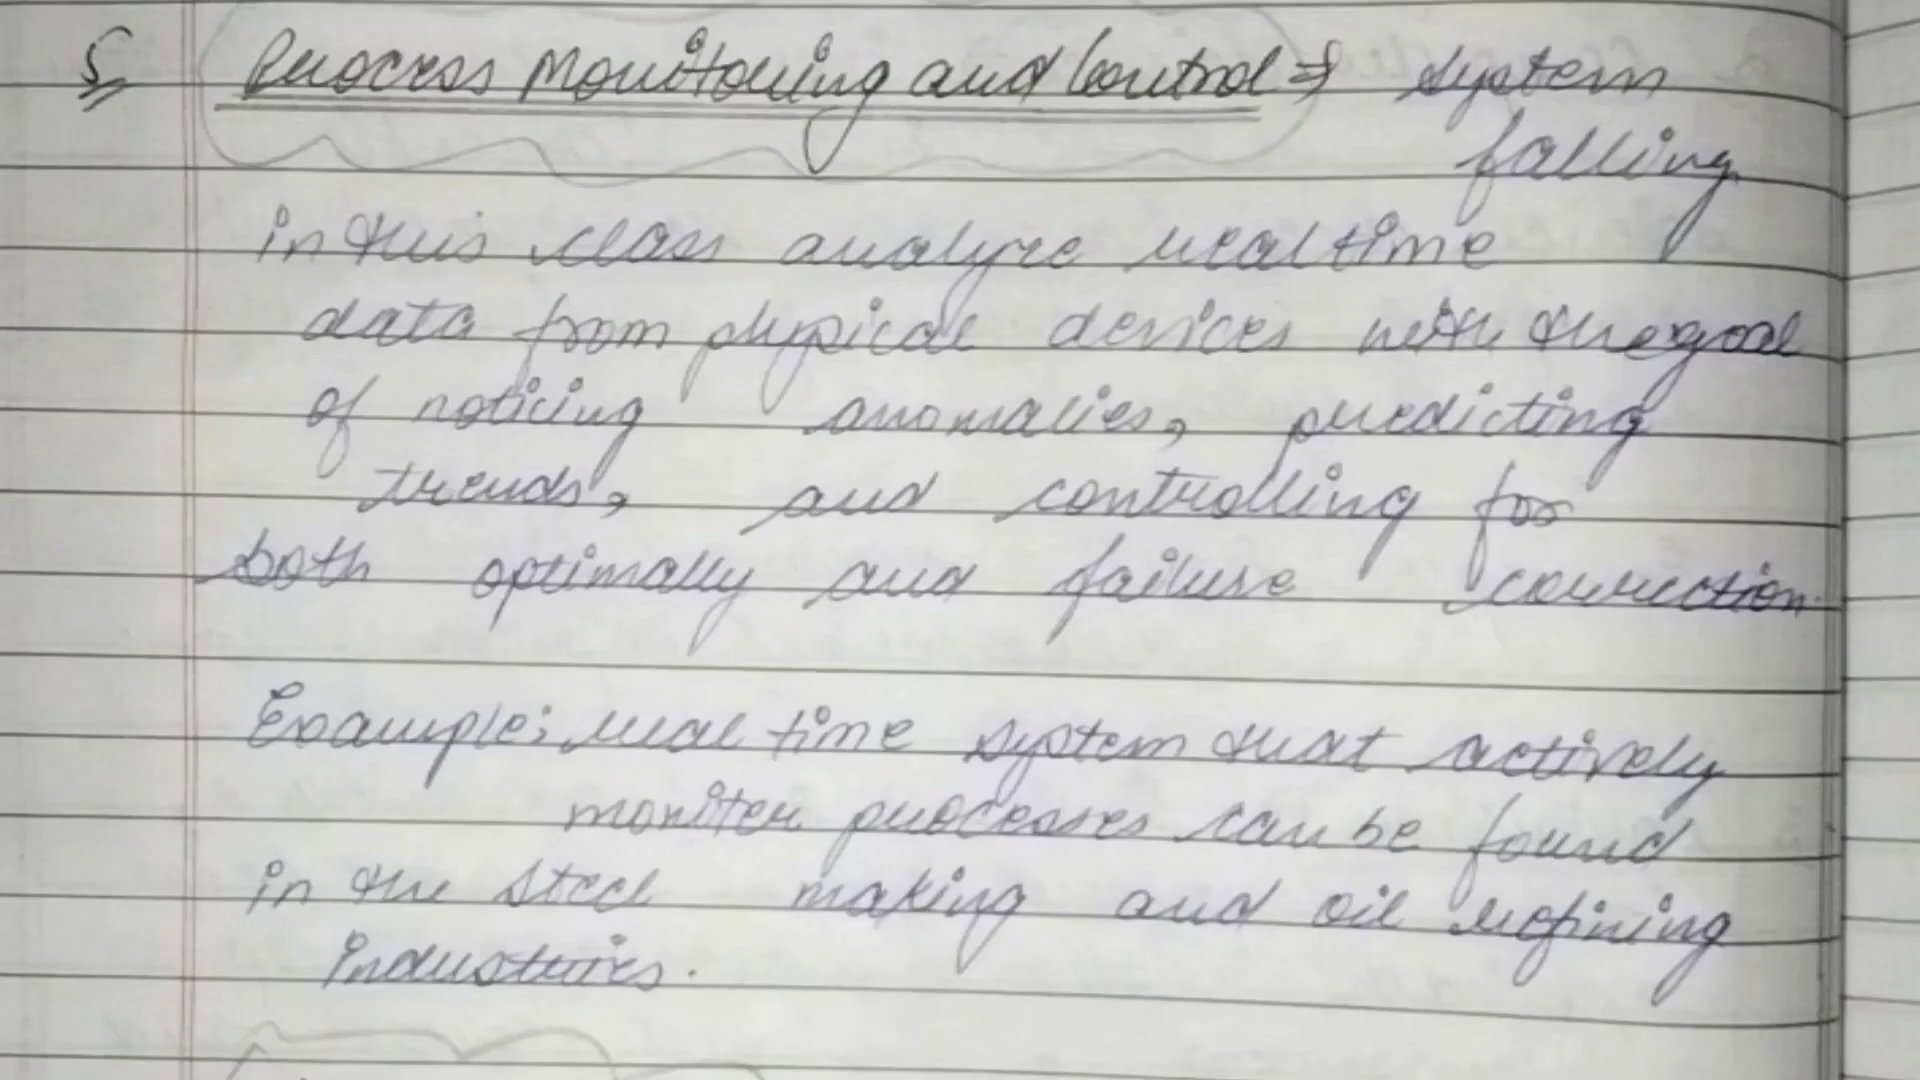 5 Process Monitoring and Control ⇒ System
falling
in this class analyze real time
data from physical devices with the goal
of noticing anomalies, predicting
trends, and controlling for
both optimally and failure correction.
Example: real time system that actively
monitor processes can be found
in the steel making and oil refining
industries.